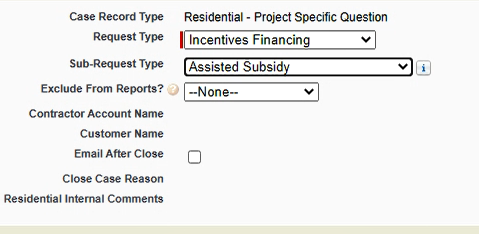 Case Record Type Residential - Project Specific Question
Request Type Incentives Financing
Sub-Request Type Assisted Subsidy i
Exclude From Reports? ? --None--
Contractor Account Name
Customer Name
Email After Close
Close Case Reason
Residential Internal Comments